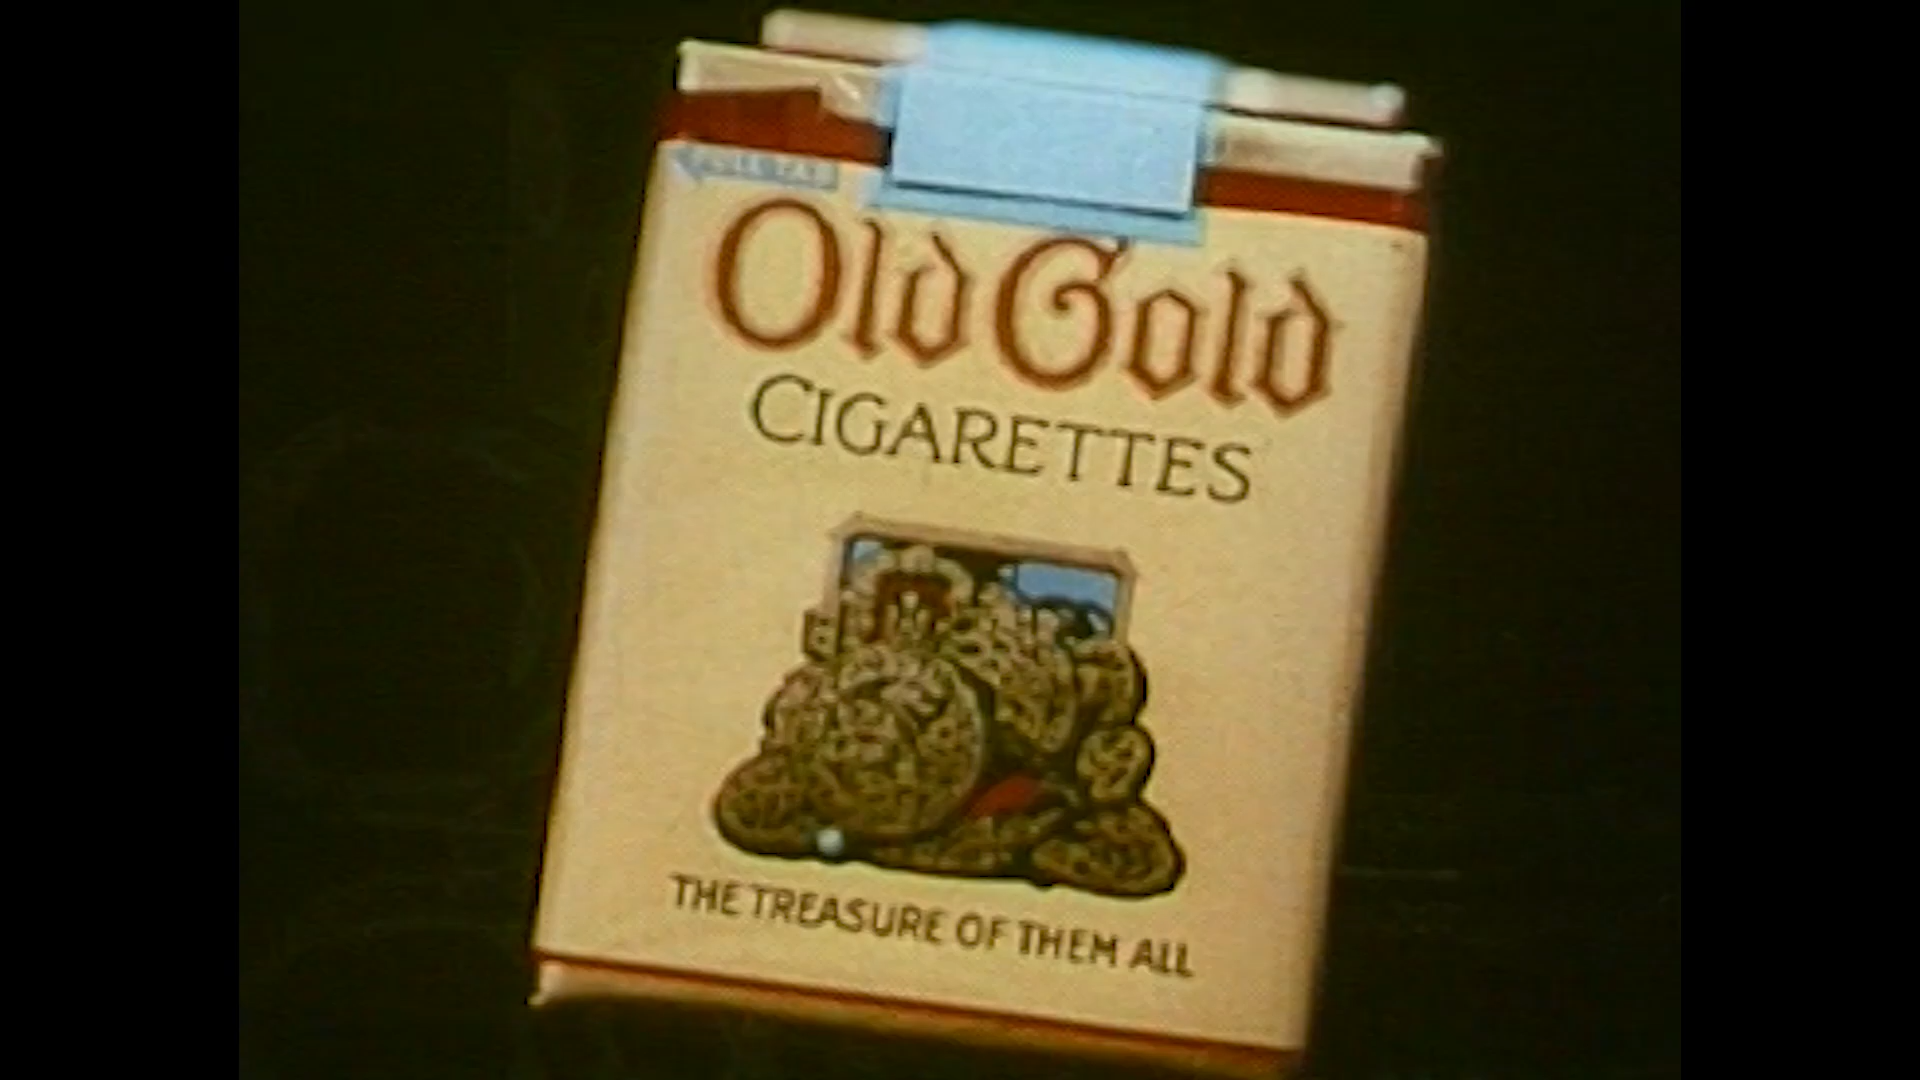 Old Gold
CIGARETTES
THE TREASURE OF THEM ALL